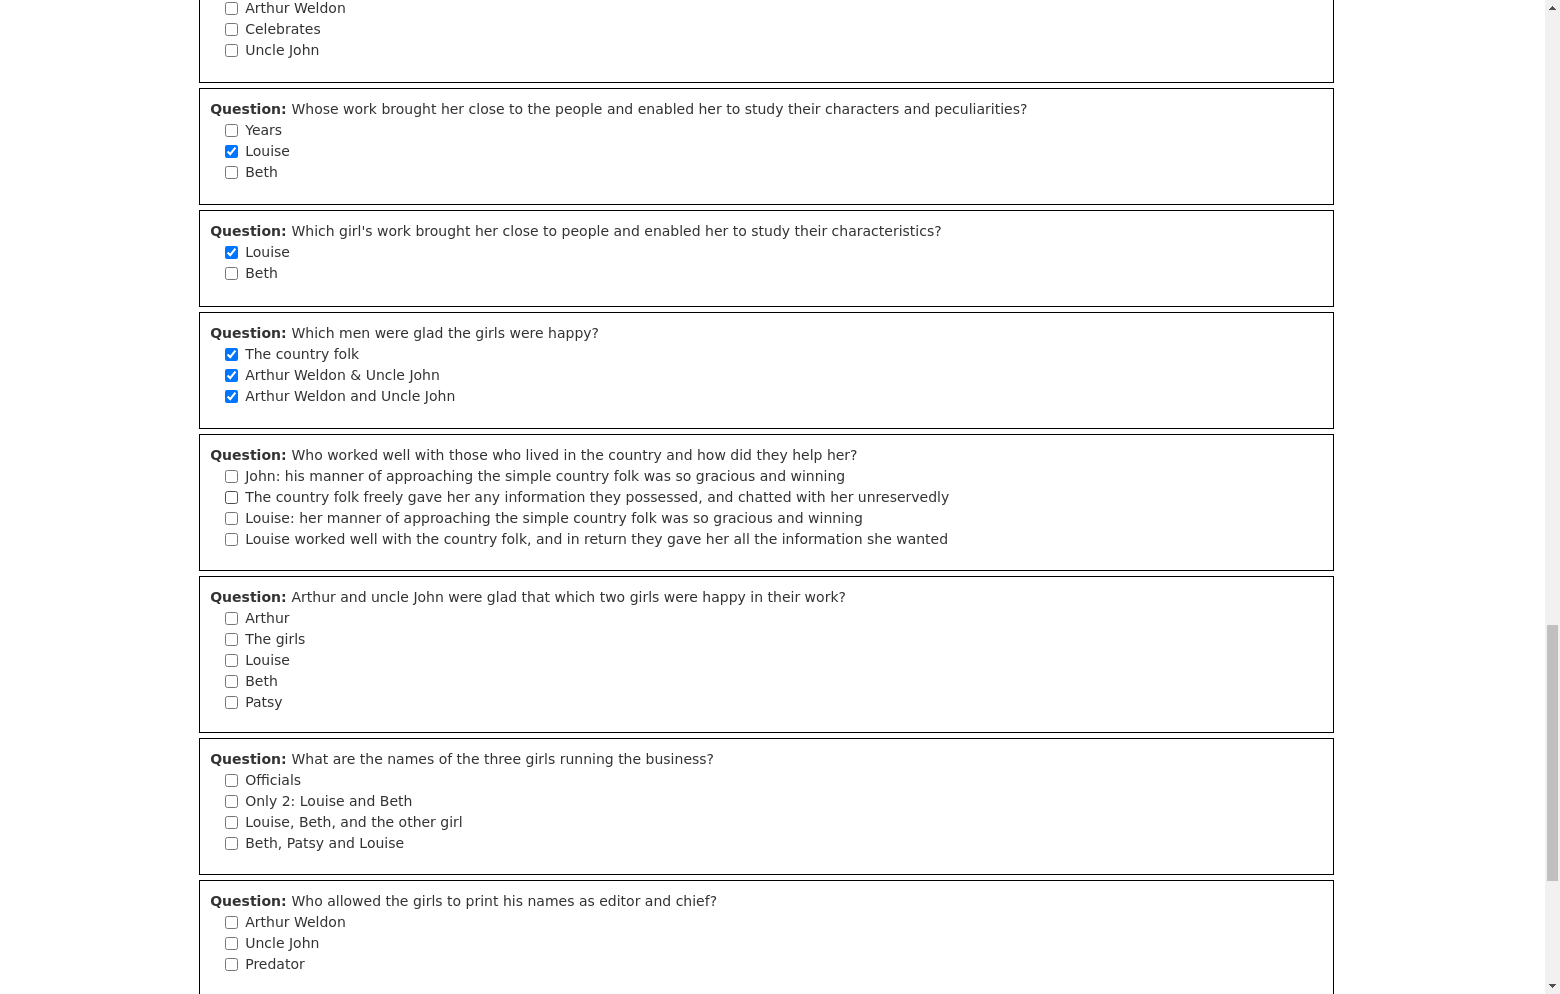 Arthur Weldon
Celebrates
Uncle John
Question: Whose work brought her close to the people and enabled her to study their characters and peculiarities?
Years
Louise
Beth
Question: Which girl's work brought her close to people and enabled her to study their characteristics?
Louise
Beth
Question: Which men were glad the girls were happy?
The country folk
Arthur Weldon & Uncle John
Arthur Weldon and Uncle John
Question: Who worked well with those who lived in the country and how did they help her?
John: his manner of approaching the simple country folk was so gracious and winning
The country folk freely gave her any information they possessed, and chatted with her unreservedly
Louise: her manner of approaching the simple country folk was so gracious and winning
Louise worked well with the country folk, and in return they gave her all the information she wanted
Question: Arthur and uncle John were glad that which two girls were happy in their work?
Arthur
The girls
Louise
Beth
Patsy
Question: What are the names of the three girls running the business?
Officials
Only 2: Louise and Beth
Louise, Beth, and the other girl
Beth, Patsy and Louise
Question: Who allowed the girls to print his names as editor and chief?
Arthur Weldon
Uncle John
Predator